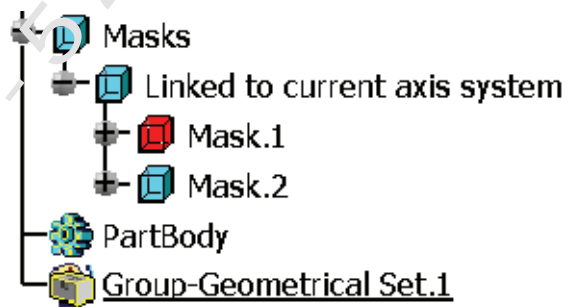 Masks
Linked to current axis system
Mask.1
Mask.2
PartBody
Group-Geometrical Set.1